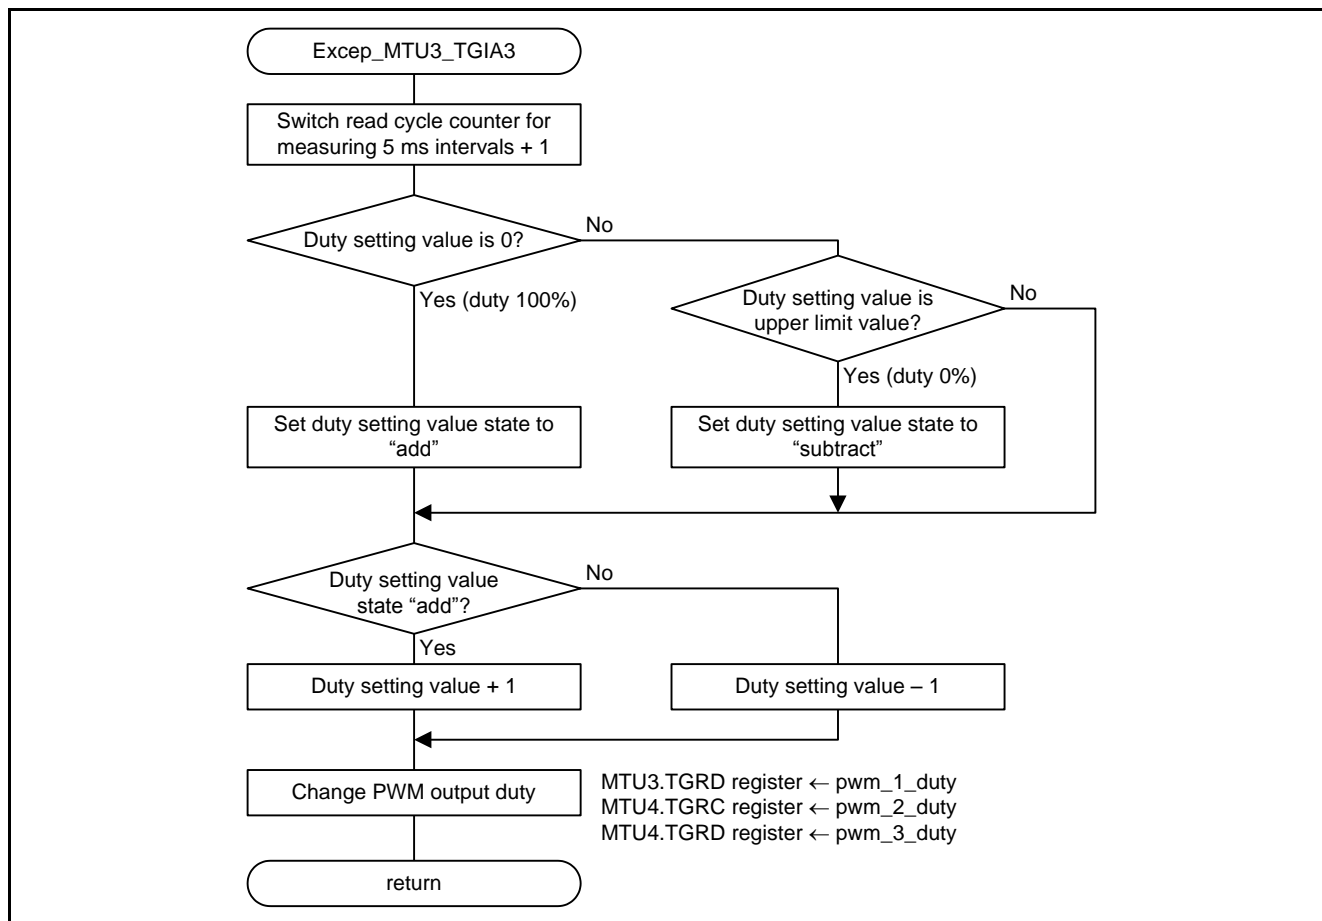 Excep_MTU3_TGIA3
Switch read cycle counter for
measuring 5 ms intervals + 1
Duty setting value is 0?
No
Yes (duty 100%)
Duty setting value is
upper limit value?
No
Yes (duty 0%)
Set duty setting value state to
“add”
Set duty setting value state to
“subtract”
Duty setting value
state “add”?
No
Yes
Duty setting value + 1
Duty setting value – 1
Change PWM output duty
MTU3.TGRD register ← pwm_1_duty
MTU4.TGRC register ← pwm_2_duty
MTU4.TGRD register ← pwm_3_duty
return